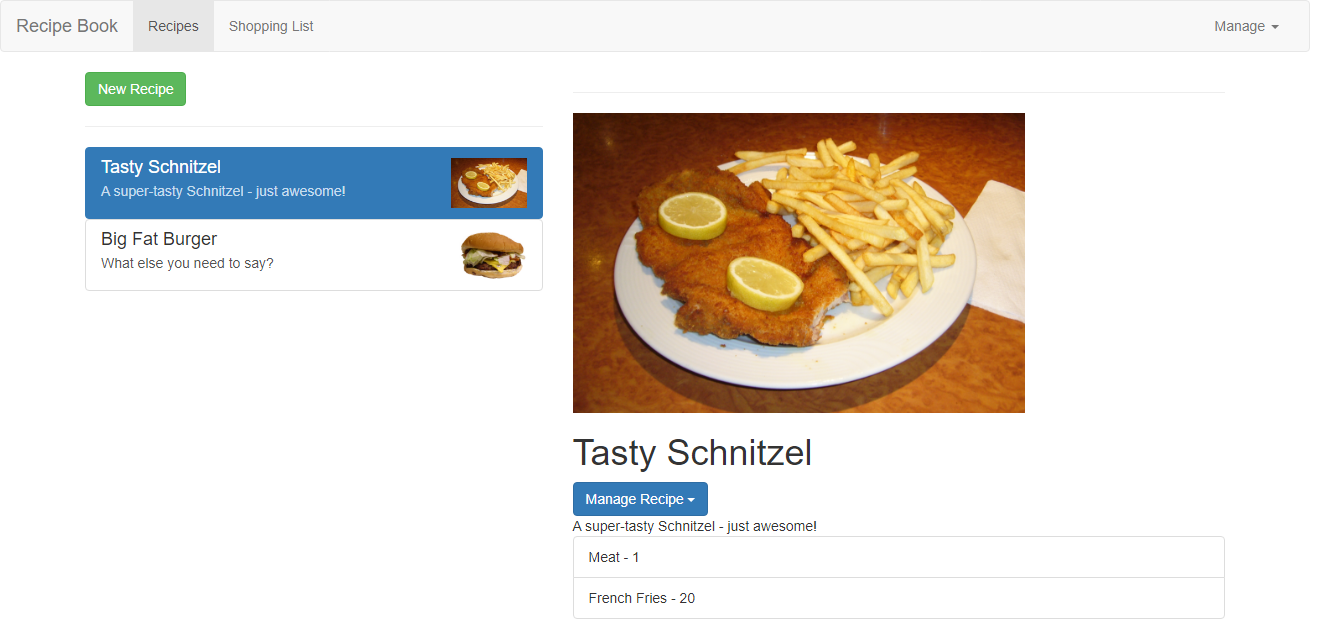 Recipe Book Recipes Shopping List Manage
New Recipe
Tasty Schnitzel
A super-tasty Schnitzel - just awesome!
Big Fat Burger
What else you need to say?
Tasty Schnitzel
Manage Recipe
A super-tasty Schnitzel - just awesome!
Meat - 1
French Fries - 20